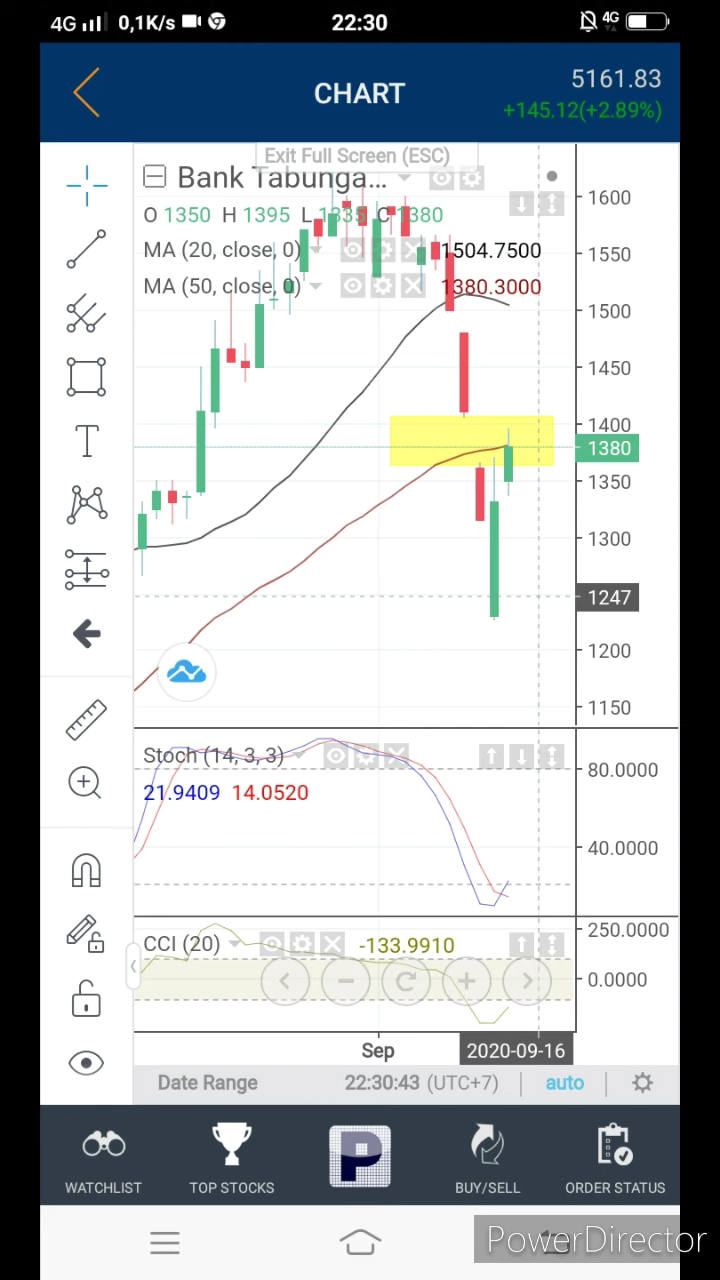 4G 0,1K/s 22:30 4G
CHART
5161.83
+145.12(+2.89%)
Exit Full Screen (ESC)
Bank Tabunga...
O 1350 H 1395 L 1335 C 1380
MA (20, close, 0) 1504.7500
MA (50, close, 0) 1380.3000
1600
1550
1500
1450
1400
1380
1350
1300
1247
1200
1150
T
Stoch (14, 3, 3)
21.9409 14.0520
80.0000
40.0000
CCI (20) -133.9910
250.0000
0.0000
Sep 2020-09-16
Date Range 22:30:43 (UTC+7) auto
P
WATCHLIST TOP STOCKS BUY/SELL ORDER STATUS
PowerDirector